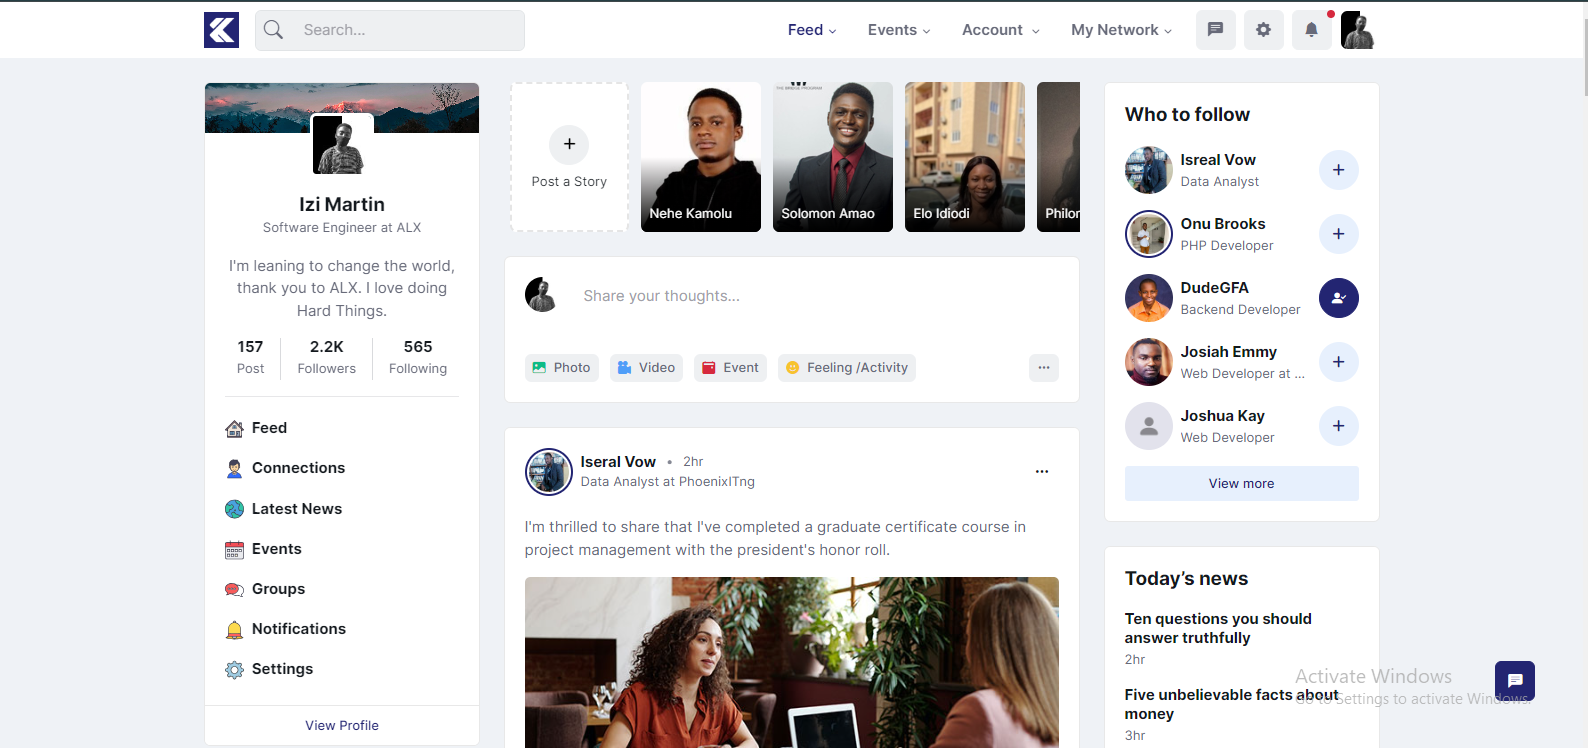 Search...
Feed
Events
Account
My Network
Izi Martin
Software Engineer at ALX
I'm leaning to change the world,
thank you to ALX. I love doing
Hard Things.
157
Post
2.2K
Followers
565
Following
Feed
Connections
Latest News
Events
Groups
Notifications
Settings
View Profile
Post a Story
Nehe Kamolu
THE BRIDGE PROGRAM
Solomon Amao
Elo Idiodi
Philor
Share your thoughts...
Photo
Video
Event
Feeling /Activity
Iseral Vow • 2hr
Data Analyst at PhoenixITng
I'm thrilled to share that I've completed a graduate certificate course in
project management with the president's honor roll.
Who to follow
Isreal Vow
Data Analyst
Onu Brooks
PHP Developer
DudeGFA
Backend Developer
Josiah Emmy
Web Developer at ...
Joshua Kay
Web Developer
View more
Today's news
Ten questions you should
answer truthfully
2hr
Five unbelievable facts about
money
3hr
Activate Windows
Go to Settings to activate Windows.